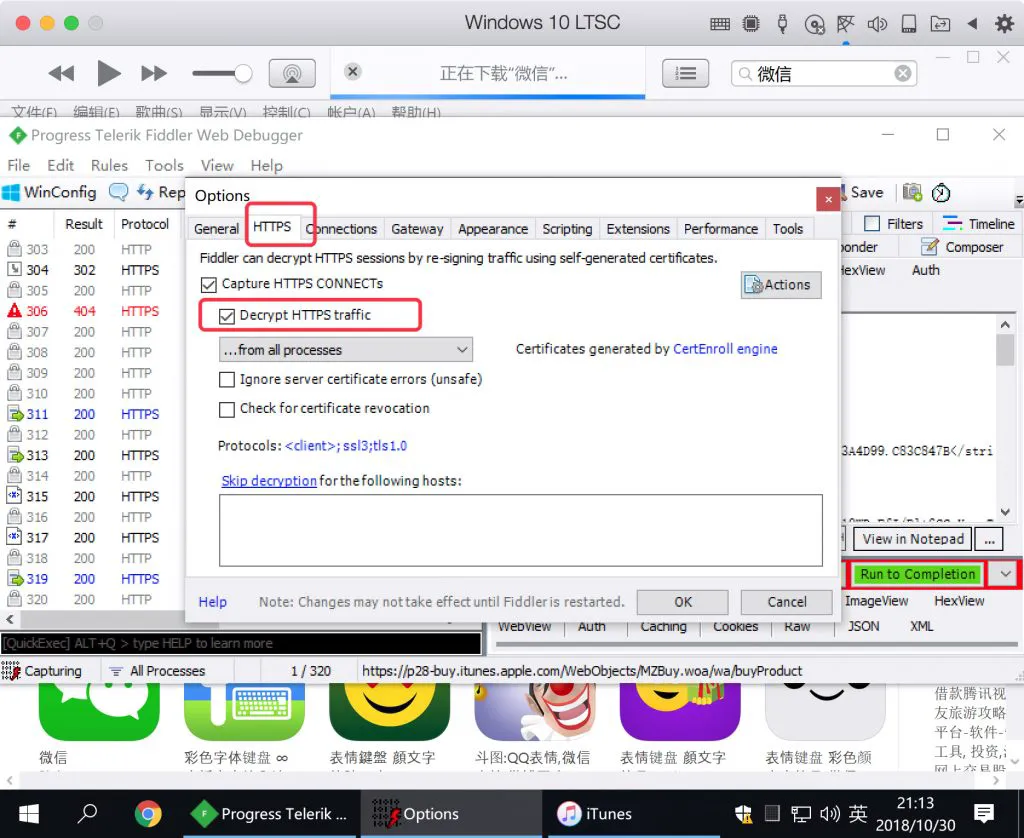 Windows 10 LTSC
正在下载“微信”...
微信
文件(F) 编辑(E) 歌曲(S) 显示(V) 控制(C) 帐户(A) 帮助(H)
Progress Telerik Fiddler Web Debugger
File Edit Rules Tools View Help
WinConfig Rep
Save
Options
# Result Protocol
General HTTPS Connections Gateway Appearance Scripting Extensions Performance Tools
Filters Timeline
onder Composer
HexView Auth
Fiddler can decrypt HTTPS sessions by re-signing traffic using self-generated certificates.
Capture HTTPS CONNECTs
Actions
Decrypt HTTPS traffic
...from all processes
Certificates generated by CertEnroll engine
Ignore server certificate errors (unsafe)
Check for certificate revocation
Protocols: <client>;ssl3;tls1.0
Skip decryption for the following hosts:
303 200 HTTP
304 302 HTTPS
305 200 HTTP
306 404 HTTPS
307 200 HTTP
308 200 HTTP
309 200 HTTP
310 200 HTTP
311 200 HTTPS
312 200 HTTP
313 200 HTTPS
314 200 HTTP
315 200 HTTPS
316 200 HTTP
317 200 HTTPS
318 200 HTTP
319 200 HTTPS
320 200 HTTP
3A4D99.C83C847B</stri
View in Notepad ...
Run to Completion
Help Note: Changes may not take effect until Fiddler is restarted. OK Cancel
ImageView HexView
WebView Auth Caching Cookies Raw JSON XML
[QuickExec] ALT+Q > type HELP to learn more
Capturing All Processes 1 / 320 https://p28-buy.itunes.apple.com/WebObjects/MZBuy.woa/wa/buyProduct
微信 彩色字体键盘 ∞ 表情鍵盤 顏文字 斗图:QQ表情,微信 表情键盘 顏文字 表情键盘 彩色颜
借款腾讯视
友旅游攻略
平台-软件-
工具, 投资,
Progress Telerik ... Options iTunes
英
21:13
2018/10/30